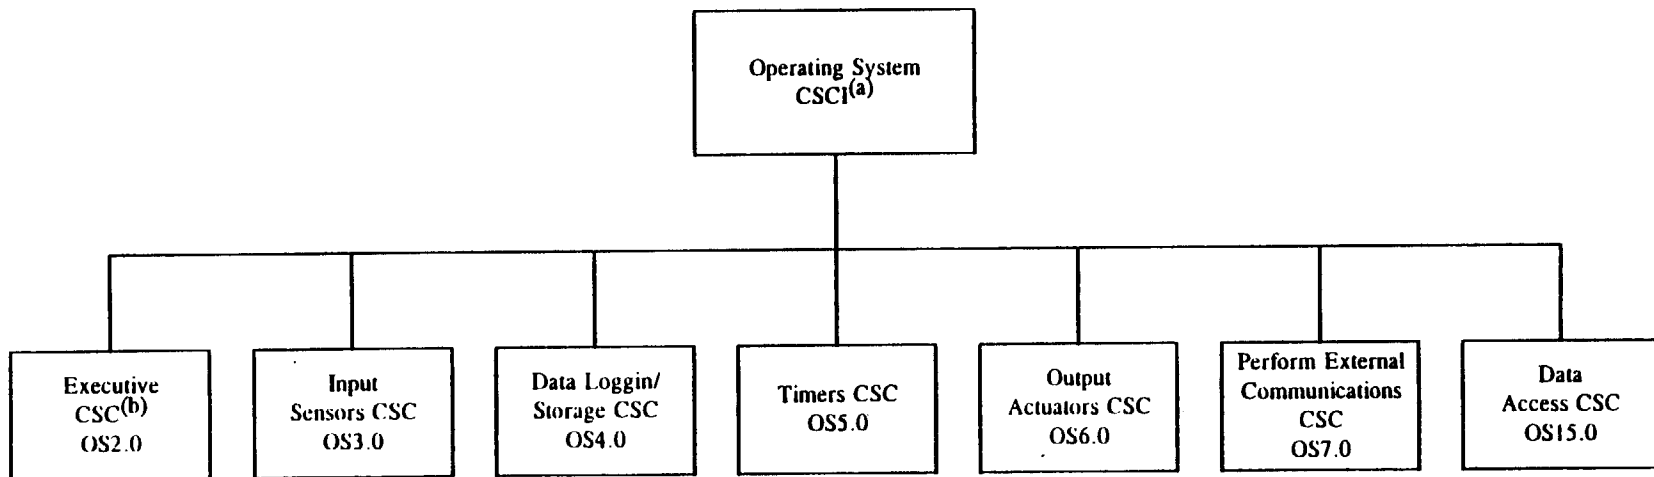 Operating System
CSCI(a)
Executive
CSC(b)
OS2.0
Input
Sensors CSC
OS3.0
Data Loggin/
Storage CSC
OS4.0
Timers CSC
OS5.0
Output
Actuators CSC
OS6.0
Perform External
Communications
CSC
OS7.0
Data
Access CSC
OS15.0